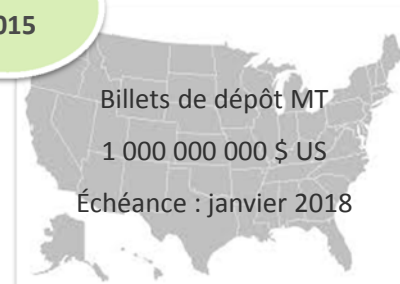 015
Billets de dépôt MT
1 000 000 000 $ US
Échéance : janvier 2018